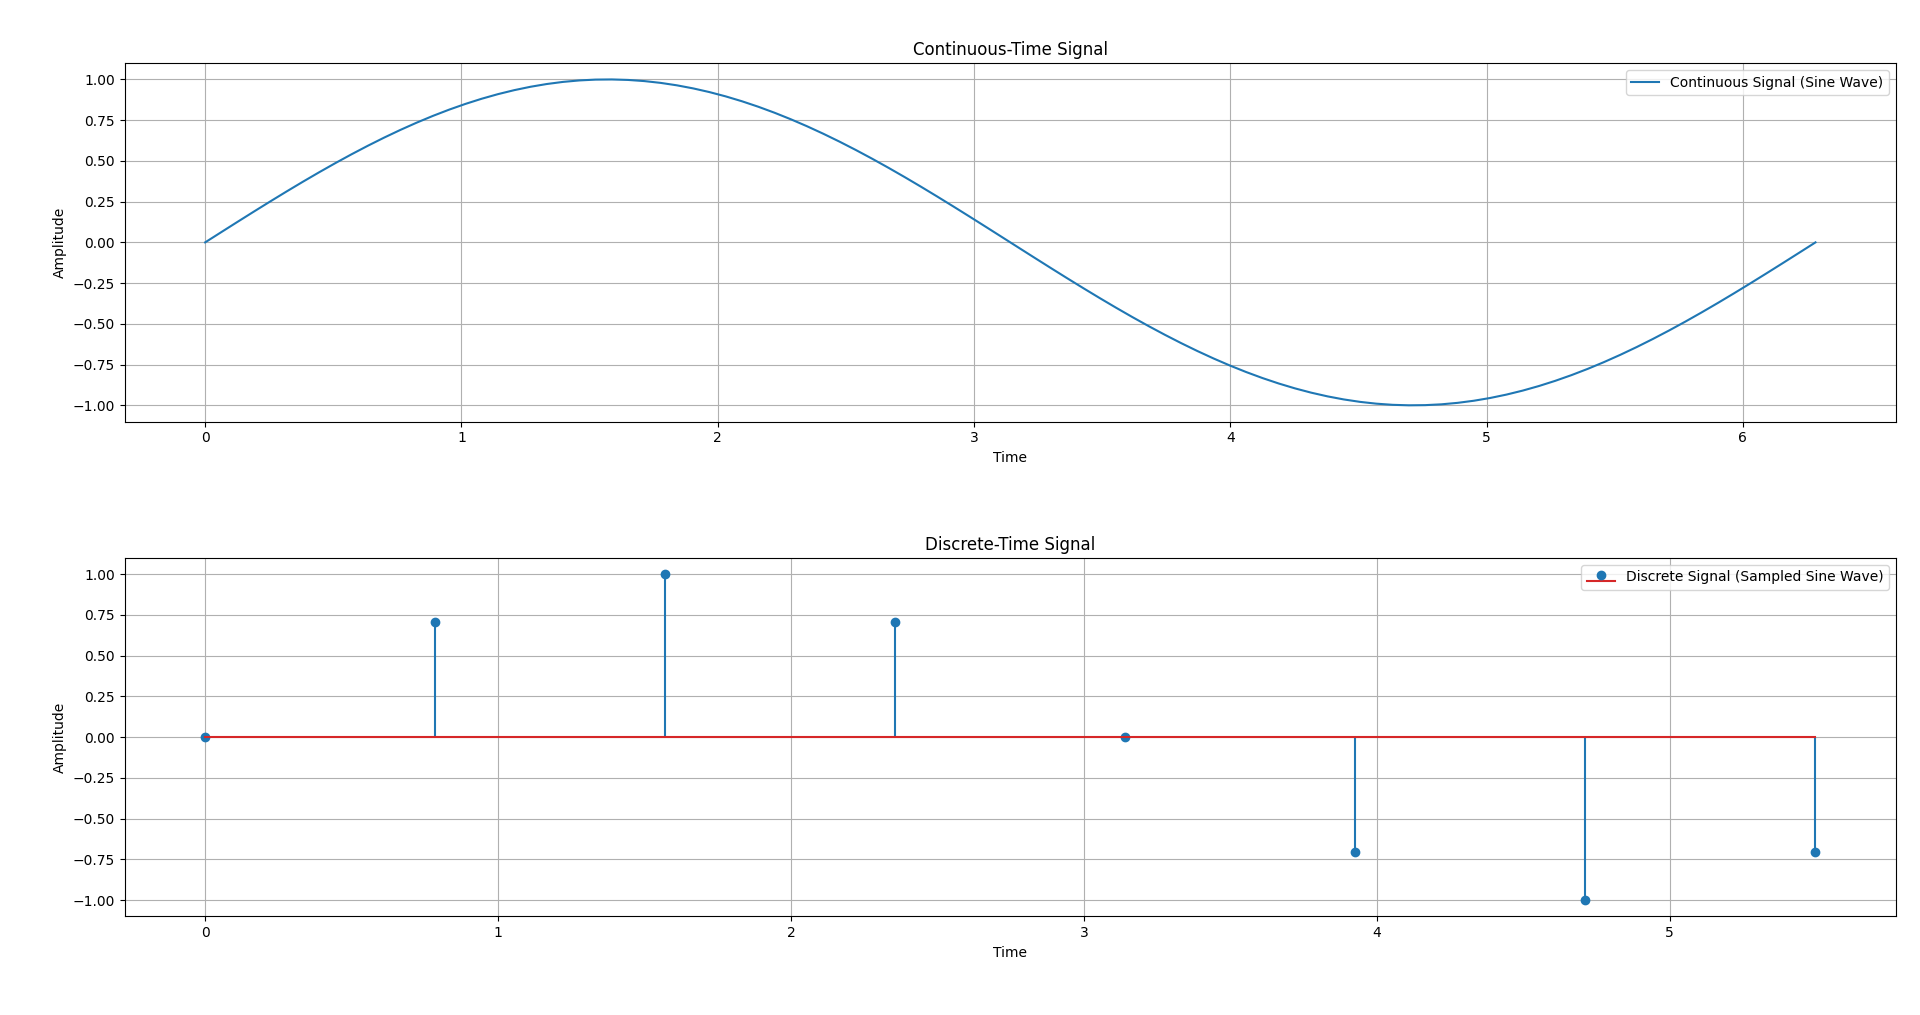 Continuous-Time Signal
Continuous Signal (Sine Wave)
1.00
0.75
0.50
0.25
0.00
−0.25
−0.50
−0.75
−1.00
Amplitude
0 1 2 3 4 5 6
Time
Discrete-Time Signal
Discrete Signal (Sampled Sine Wave)
1.00
0.75
0.50
0.25
0.00
−0.25
−0.50
−0.75
−1.00
Amplitude
0 1 2 3 4 5
Time